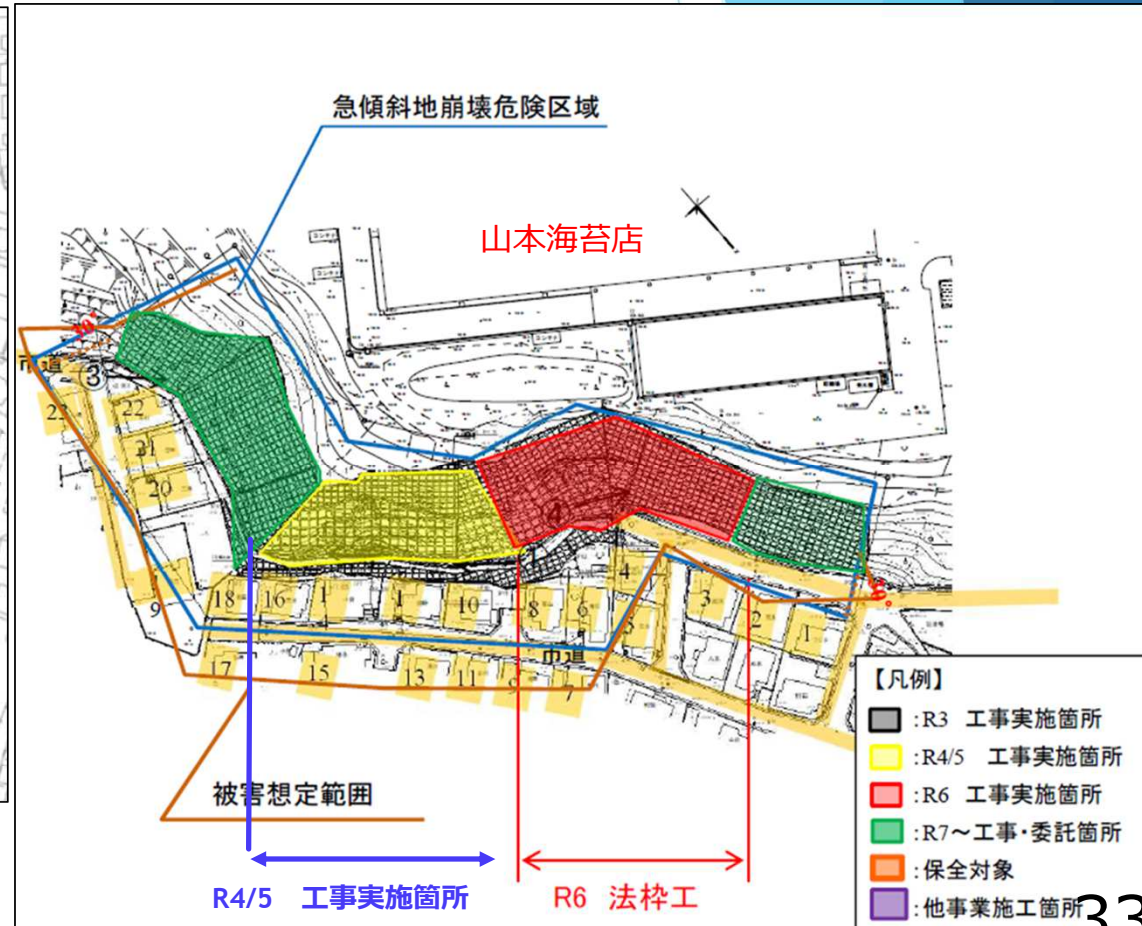 急傾斜地崩壊危険区域
山本海苔店
30°
市道
③
23
22
21
20
9
18
16
1
1
10
8
6
4
④
5
3
2
1
30°
市道
17
15
13
11
9
7
被害想定範囲
R4/5 工事実施箇所
R6 法枠工
【凡例】
:R3 工事実施箇所
:R4/5 工事実施箇所
:R6 工事実施箇所
:R7～工事・委託箇所
:保全対象
:他事業施工箇所
33